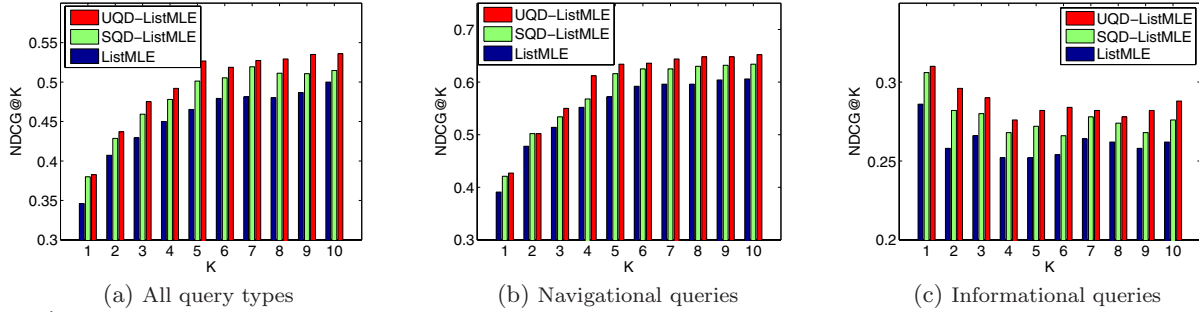 UQD-ListMLE
SQD-ListMLE
ListMLE
0.55
0.5
0.45
0.4
0.35
0.3
NDCG@K
1 2 3 4 5 6 7 8 9 10
K
(a) All query types
UQD-ListMLE
SQD-ListMLE
ListMLE
0.75
0.6
0.5
0.4
0.3
NDCG@K
1 2 3 4 5 6 7 8 9 10
K
(b) Navigational queries
UQD-ListMLE
SQD-ListMLE
ListMLE
0.3
0.25
0.2
NDCG@K
1 2 3 4 5 6 7 8 9 10
K
(c) Informational queries